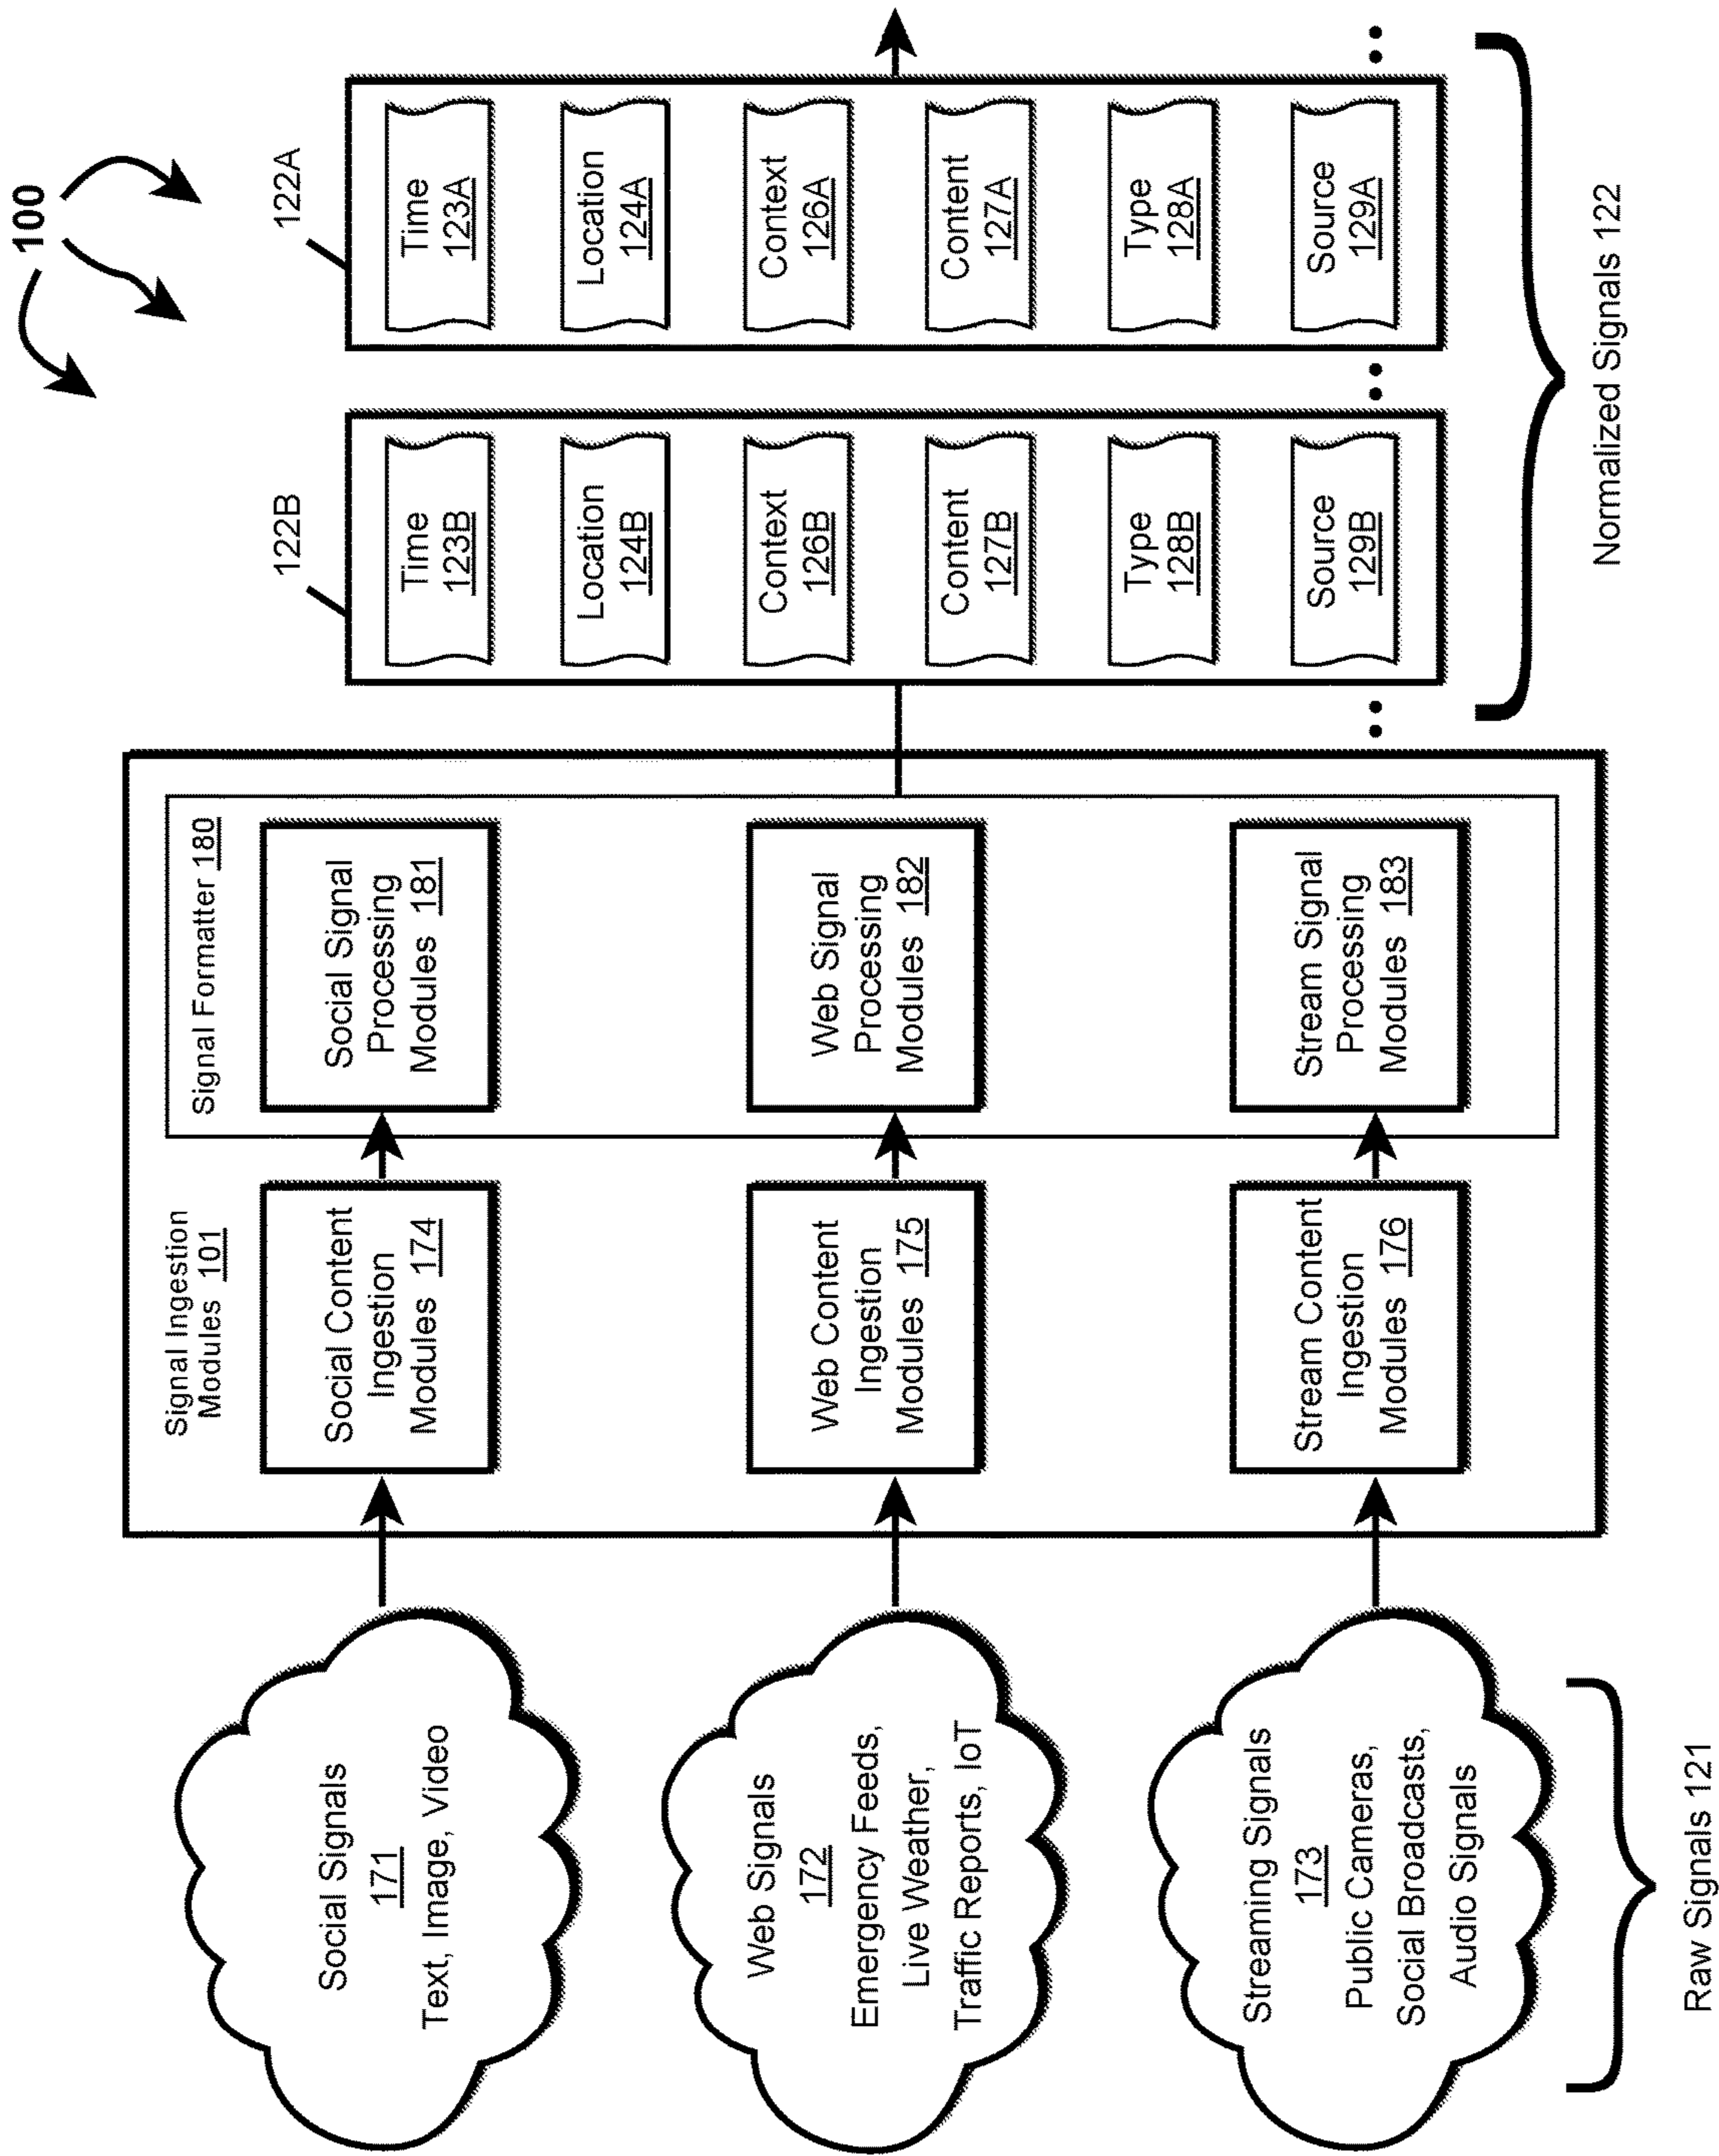 100
Social Signals
171
Text, Image, Video
Web Signals
172
Emergency Feeds,
Live Weather,
Traffic Reports, IoT
Streaming Signals
173
Public Cameras,
Social Broadcasts,
Audio Signals
Raw Signals 121
Signal Ingestion
Modules 101
Social Content
Ingestion
Modules 174
Web Content
Ingestion
Modules 175
Stream Content
Ingestion
Modules 176
Signal Formatter 180
Social Signal
Processing
Modules 181
Web Signal
Processing
Modules 182
Stream Signal
Processing
Modules 183
122B
Time
123B
Location
124B
Context
126B
Content
127B
Type
128B
Source
129B
122A
Time
123A
Location
124A
Context
126A
Content
127A
Type
128A
Source
129A
Normalized Signals 122